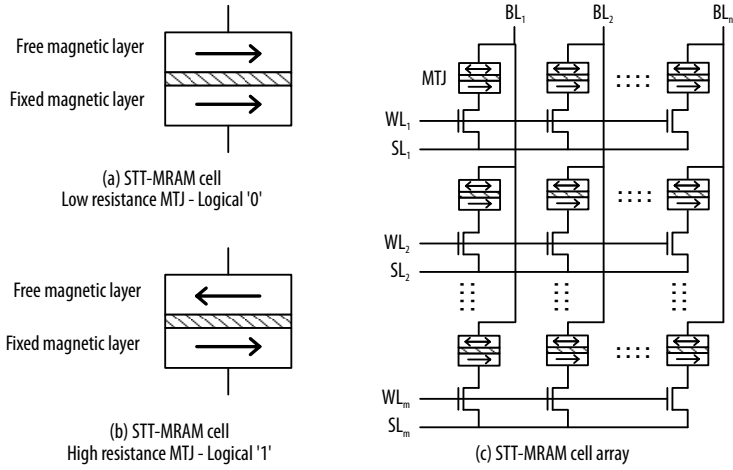 Free magnetic layer
Fixed magnetic layer
(a) STT-MRAM cell
Low resistance MTJ - Logical '0'
Free magnetic layer
Fixed magnetic layer
(b) STT-MRAM cell
High resistance MTJ - Logical '1'
BL₁ BL₂ BLₙ
MTJ
WL₁
SL₁
WL₂
SL₂
WLₘ
SLₘ
(c) STT-MRAM cell array